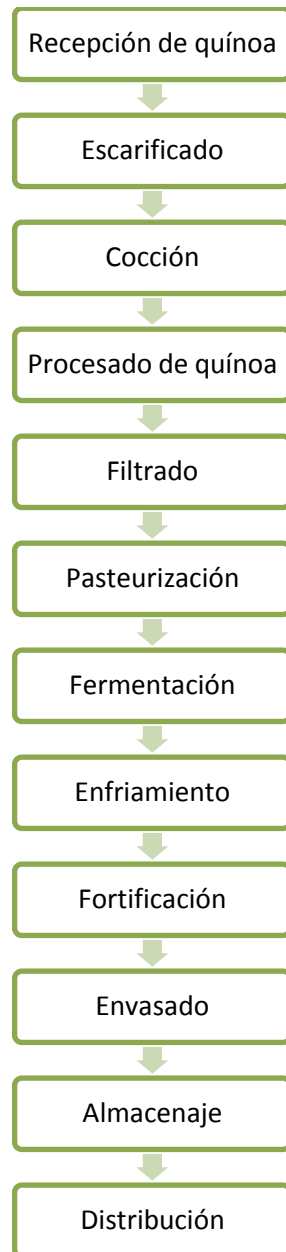 Recepción de quínoa
Escarificado
Cocción
Procesado de quínoa
Filtrado
Pasteurización
Fermentación
Enfriamiento
Fortificación
Envasado
Almacenaje
Distribución